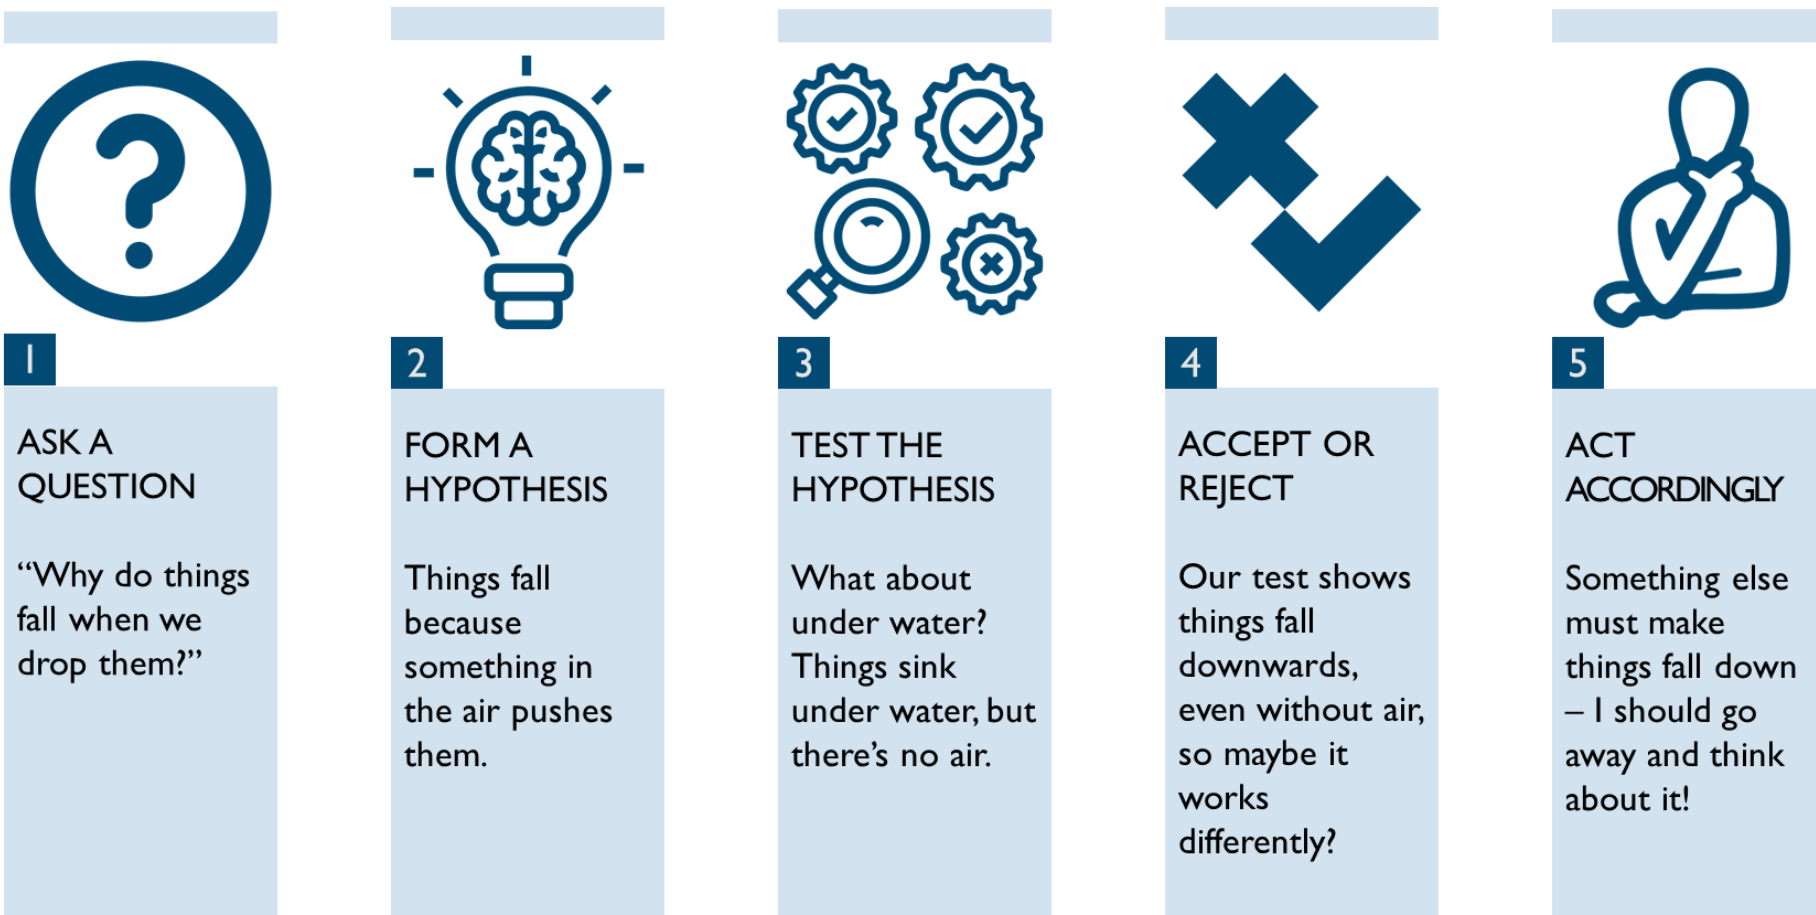 1
ASK A
QUESTION
“Why do things
fall when we
drop them?”
2
FORM A
HYPOTHESIS
Things fall
because
something in
the air pushes
them.
3
TEST THE
HYPOTHESIS
What about
under water?
Things sink
under water, but
there’s no air.
4
ACCEPT OR
REJECT
Our test shows
things fall
downwards,
even without air,
so maybe it
works
differently?
5
ACT
ACCORDINGLY
Something else
must make
things fall down
– I should go
away and think
about it!